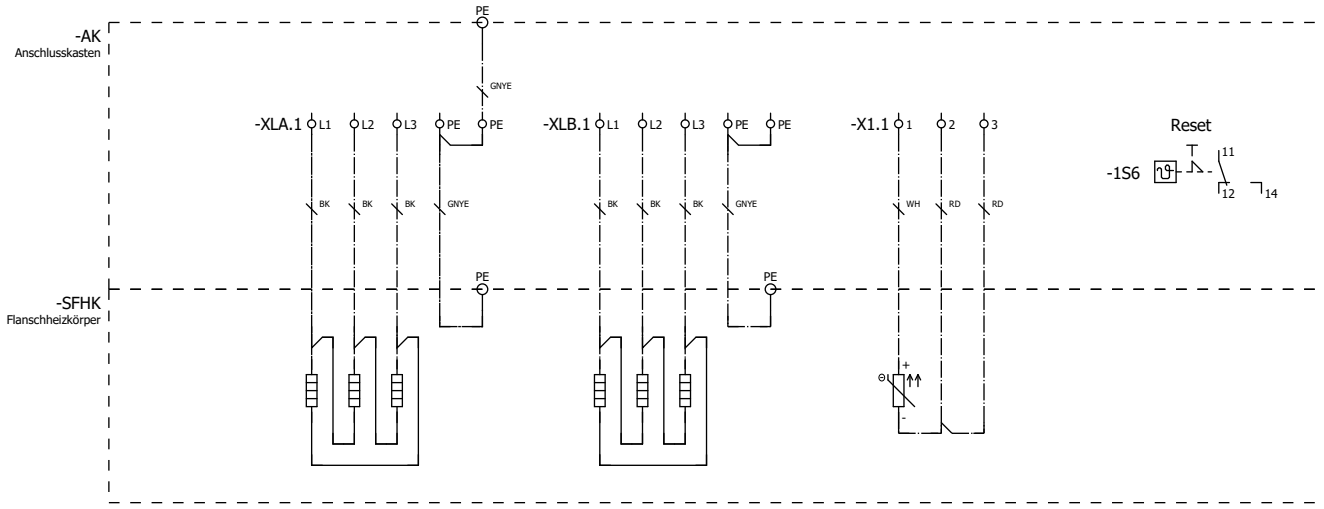 PE
-AK
Anschlusskasten
GNYE
-XLA.1 L1 L2 L3 PE PE
-XLB.1 L1 L2 L3 PE PE
-X1.1 1 2 3
Reset
11
-1S6 ϑ
12 14
BK BK BK GNYE
BK BK BK GNYE
WH RD RD
PE
PE
-SFHK
Flanschheizkörper
+
Θ
-